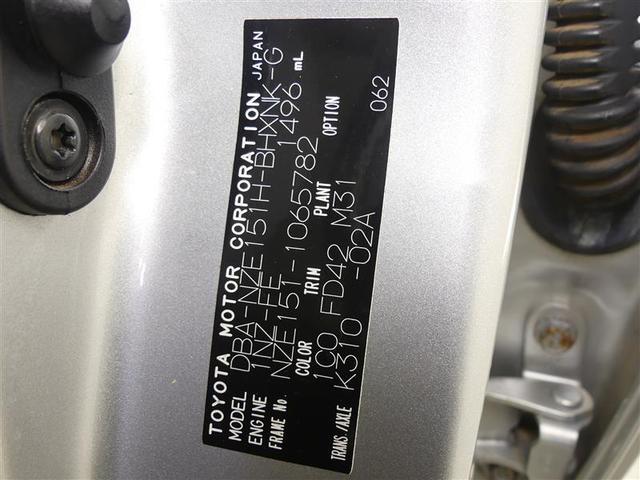 TOYOTA MOTOR CORPORATION JAPAN
MODEL DBA-NZE151H-BHXNK-G
ENGINE 1NZ-FE 1496 mL
FRAME No. NZE151-1065782
COLOR TRIM PLANT OPTION
1C0 FD42 M31 062
TRANS./AXLE K310 -02A